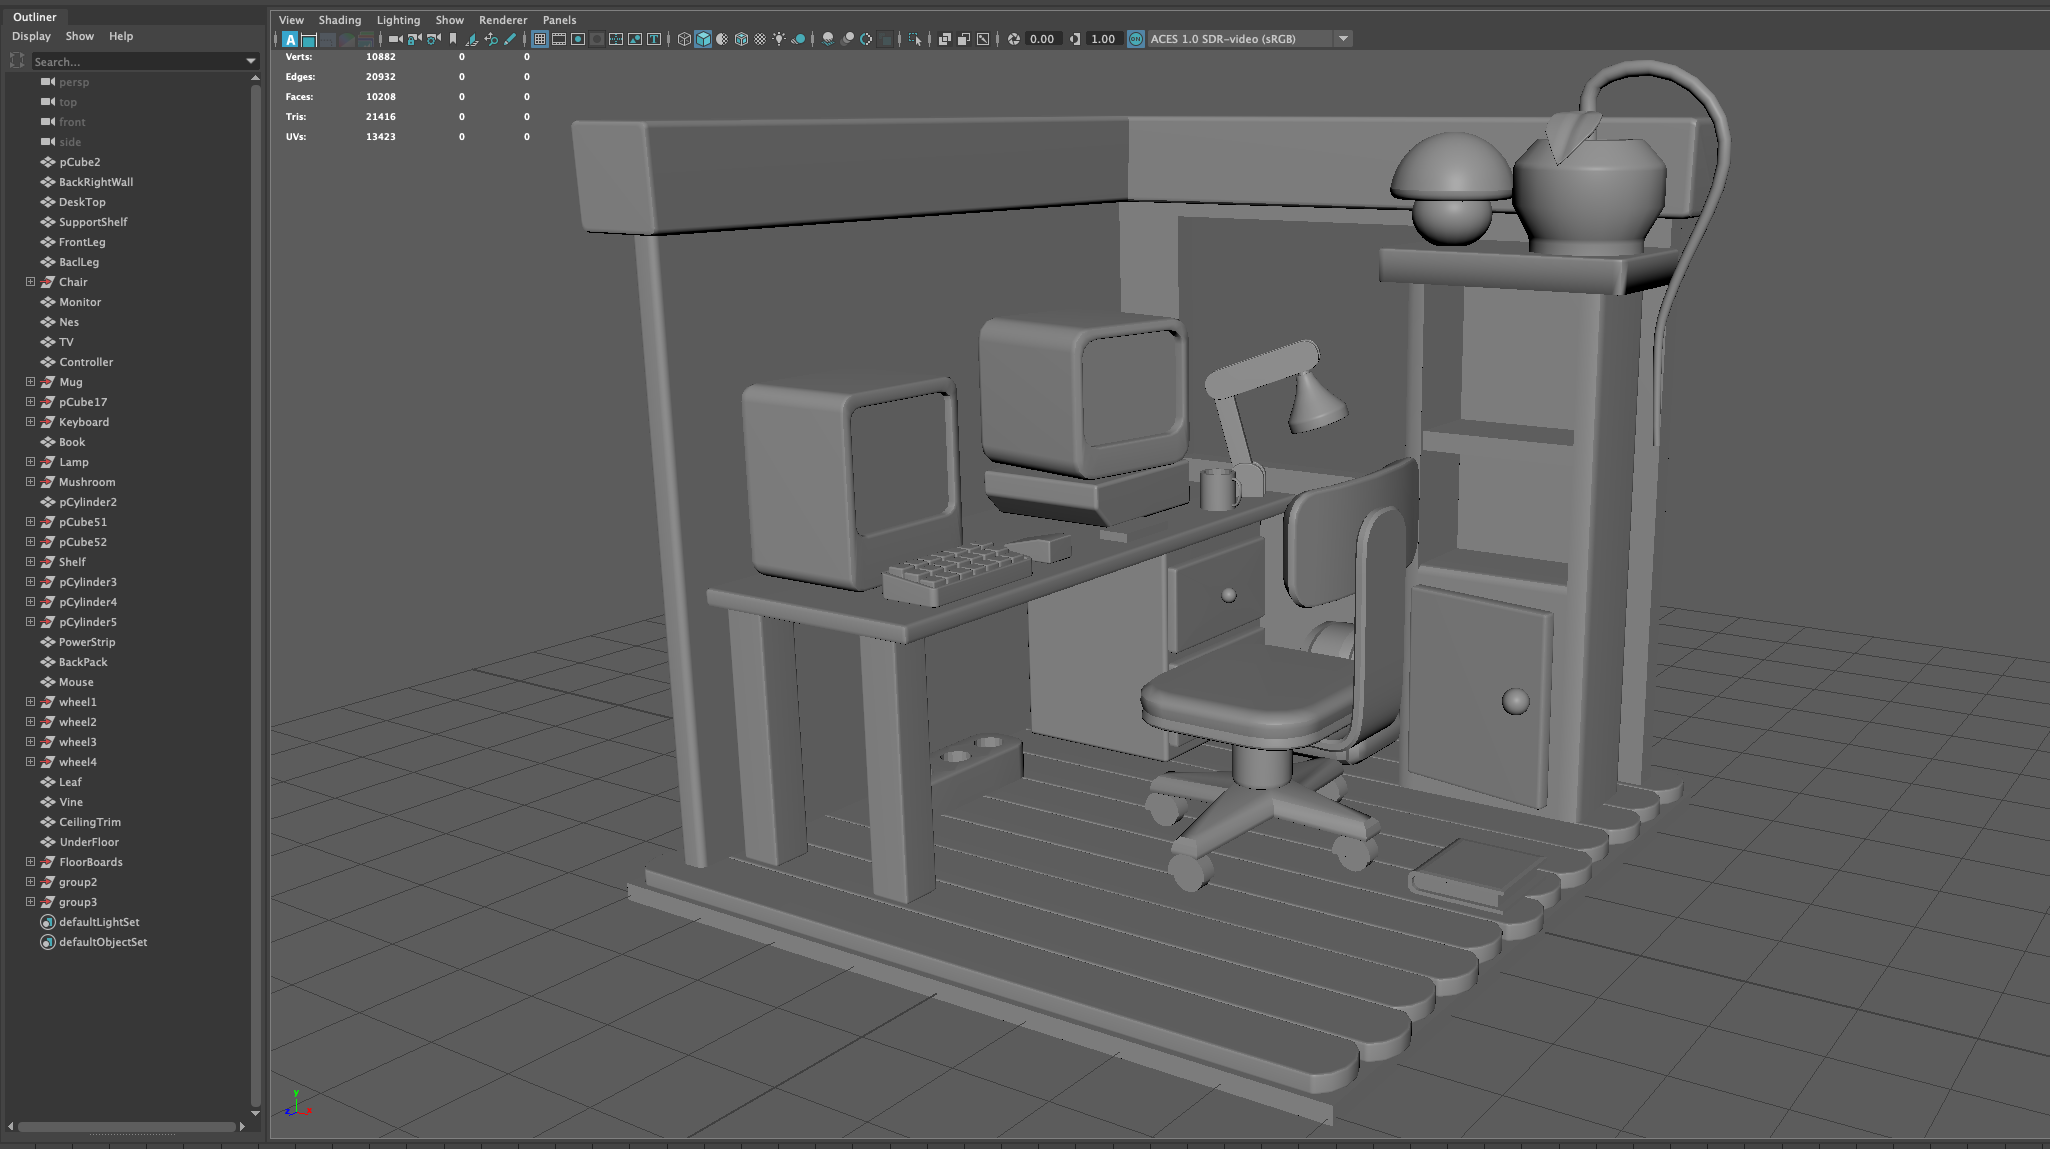 Outliner
Display Show Help
Search...
persp
top
front
side
pCube2
BackRightWall
DeskTop
SupportShelf
FrontLeg
BaclLeg
Chair
Monitor
Nes
TV
Controller
Mug
pCube17
Keyboard
Book
Lamp
Mushroom
pCylinder2
pCube51
pCube52
Shelf
pCylinder3
pCylinder4
pCylinder5
PowerStrip
BackPack
Mouse
wheel1
wheel2
wheel3
wheel4
Leaf
Vine
CeilingTrim
UnderFloor
FloorBoards
group2
group3
defaultLightSet
defaultObjectSet
View Shading Lighting Show Renderer Panels
A T 0.00 1.00 ON ACES 1.0 SDR-video (sRGB)
Verts: 10882 0 0
Edges: 20932 0 0
Faces: 10208 0 0
Tris: 21416 0 0
UVs: 13423 0 0
y
z x